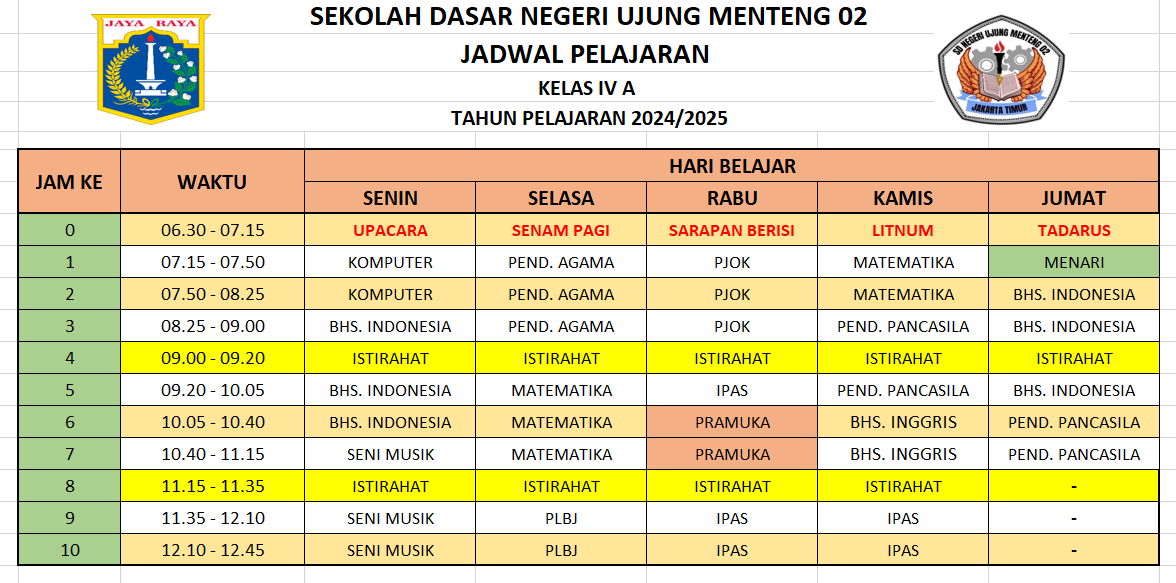 JAYA RAYA
SEKOLAH DASAR NEGERI UJUNG MENTENG 02
JADWAL PELAJARAN
KELAS IV A
TAHUN PELAJARAN 2024/2025
SD NEGERI UJUNG MENTENG 02
JAKARTA TIMUR
JAM KE WAKTU HARI BELAJAR
SENIN SELASA RABU KAMIS JUMAT
0 06.30 - 07.15 UPACARA SENAM PAGI SARAPAN BERISI LITNUM TADARUS
1 07.15 - 07.50 KOMPUTER PEND. AGAMA PJOK MATEMATIKA MENARI
2 07.50 - 08.25 KOMPUTER PEND. AGAMA PJOK MATEMATIKA BHS. INDONESIA
3 08.25 - 09.00 BHS. INDONESIA PEND. AGAMA PJOK PEND. PANCASILA BHS. INDONESIA
4 09.00 - 09.20 ISTIRAHAT ISTIRAHAT ISTIRAHAT ISTIRAHAT ISTIRAHAT
5 09.20 - 10.05 BHS. INDONESIA MATEMATIKA IPAS PEND. PANCASILA BHS. INDONESIA
6 10.05 - 10.40 BHS. INDONESIA MATEMATIKA PRAMUKA BHS. INGGRIS PEND. PANCASILA
7 10.40 - 11.15 SENI MUSIK MATEMATIKA PRAMUKA BHS. INGGRIS PEND. PANCASILA
8 11.15 - 11.35 ISTIRAHAT ISTIRAHAT ISTIRAHAT ISTIRAHAT -
9 11.35 - 12.10 SENI MUSIK PLBJ IPAS IPAS -
10 12.10 - 12.45 SENI MUSIK PLBJ IPAS IPAS -